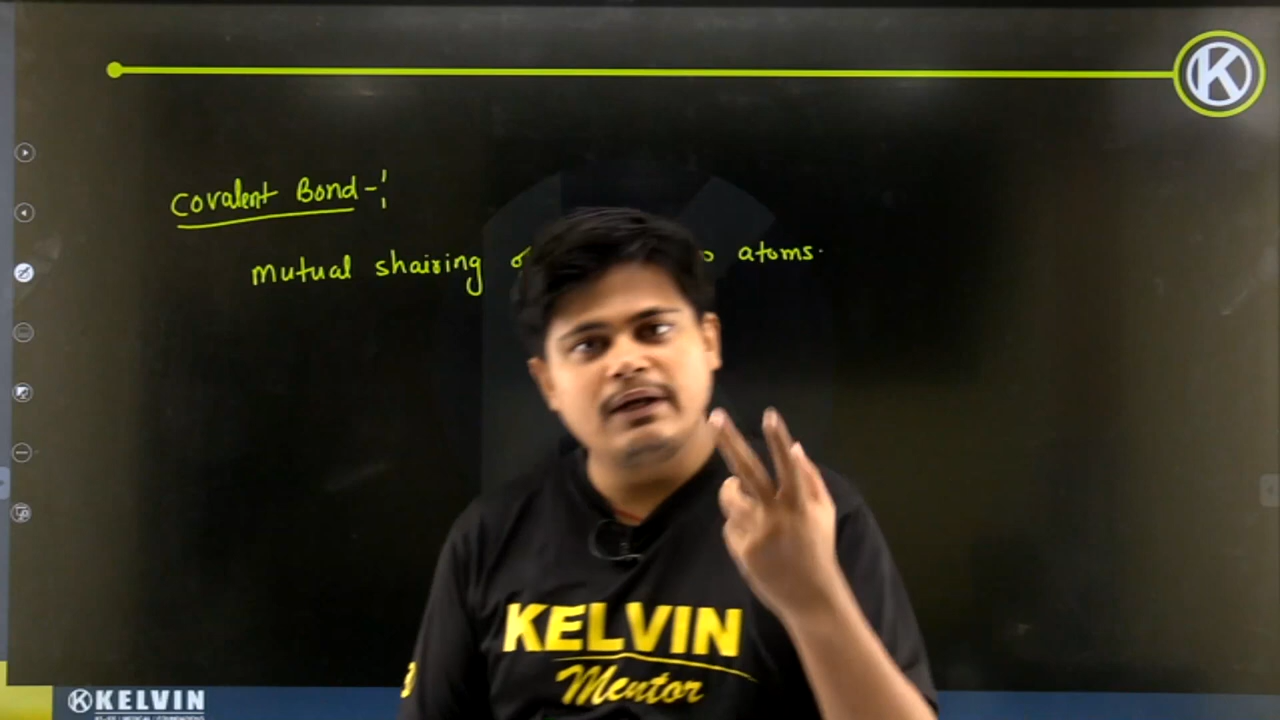 K
Covalent Bond -:
Mutual shairing atoms.
KELVIN
Mentor
KELVIN